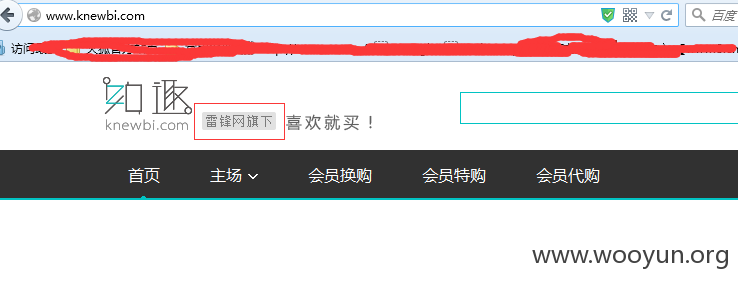 www.knewbi.com
百度
访问
知趣
knewbi.com
雷锋网旗下
喜欢就买！
首页 主场 会员换购 会员特购 会员代购
www.wooyun.org